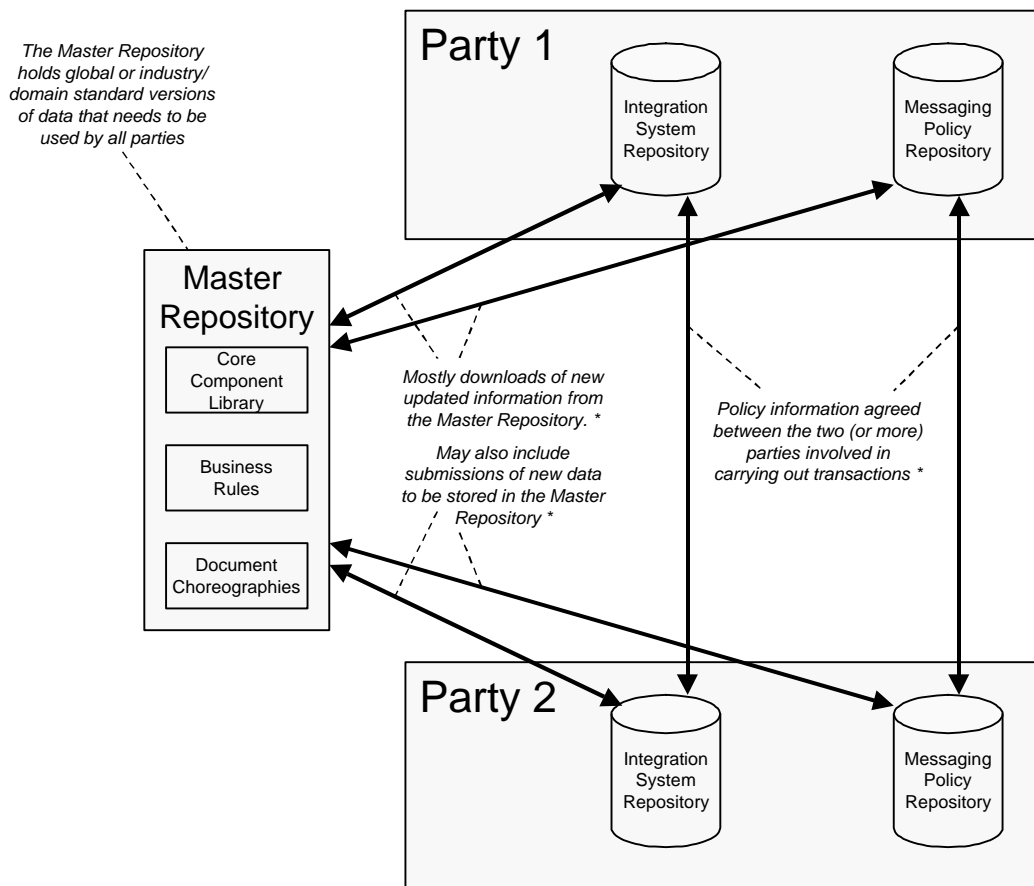 The Master Repository
holds global or industry/
domain standard versions
of data that needs to be
used by all parties
Party 1
Integration
System
Repository
Messaging
Policy
Repository
Master
Repository
Core
Component
Library
Business
Rules
Document
Choreographies
Mostly downloads of new
updated information from
the Master Repository. *
May also include
submissions of new data
to be stored in the Master
Repository *
Policy information agreed
between the two (or more)
parties involved in
carrying out transactions *
Party 2
Integration
System
Repository
Messaging
Policy
Repository